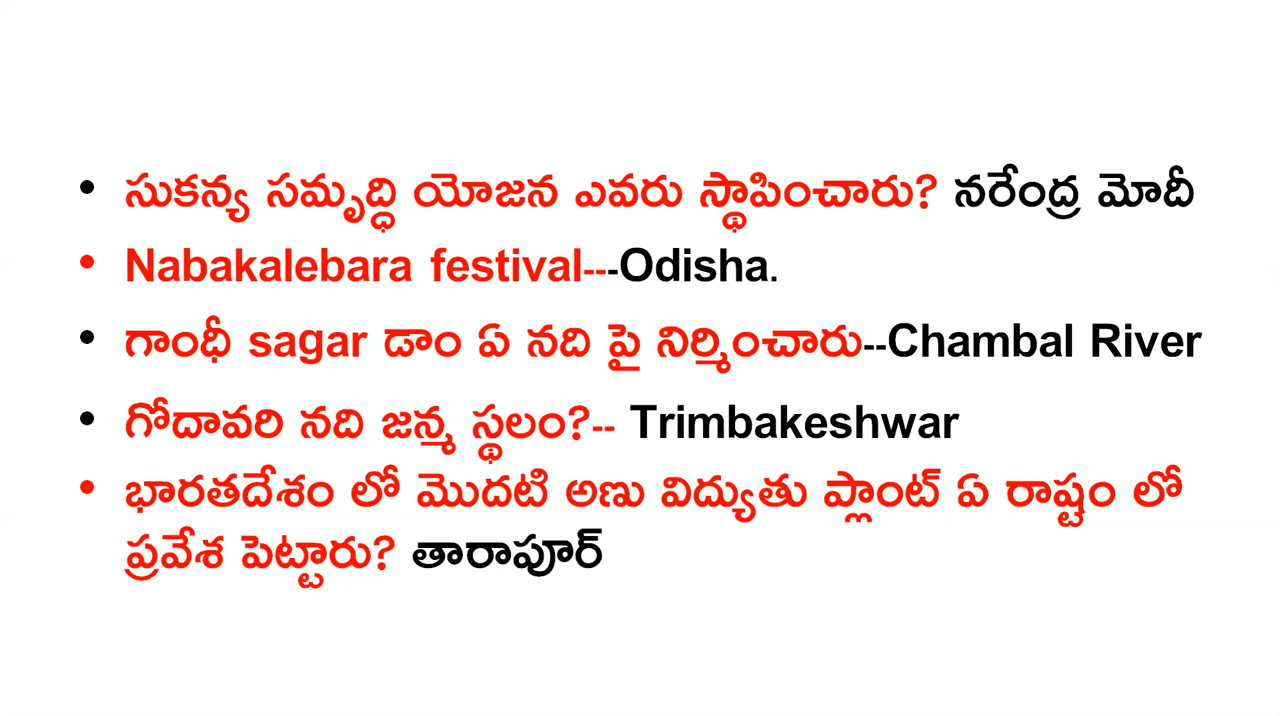 • సుకన్య సమృద్ధి యోజన ఎవరు స్థాపించారు? నరేంద్ర మోదీ
• Nabakalebara festival---Odisha.
• గాంధీ sagar డాం ఏ నది పై నిర్మించారు--Chambal River
• గోదావరి నది జన్మ స్థలం?-- Trimbakeshwar
• భారతదేశం లో మొదటి అణు విద్యుతు ప్లాంట్ ఏ రాష్టం లో
ప్రవేశ పెట్టారు? తారాపూర్